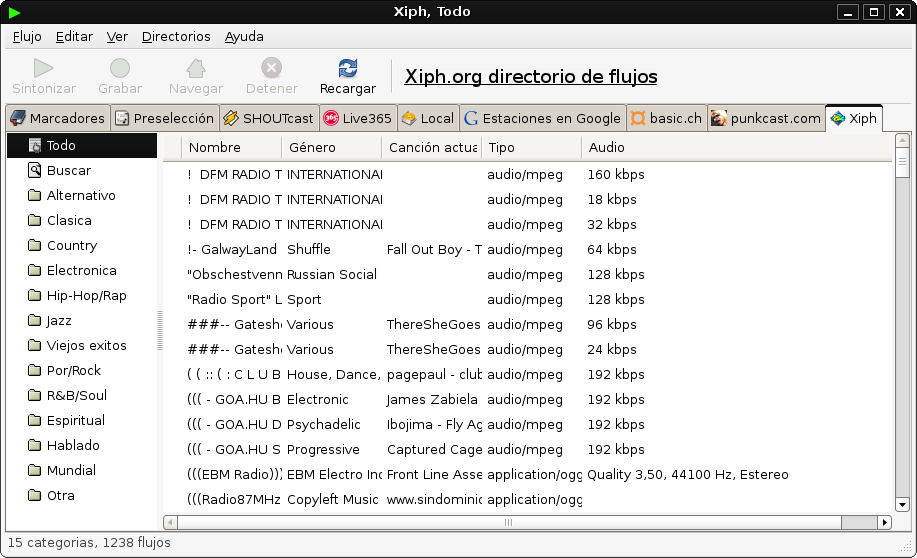 Xiph, Todo
Flujo Editar Ver Directorios Ayuda
Sintonizar Grabar Navegar Detener Recargar Xiph.org directorio de flujos
Marcadores Preselección SHOUTcast Live365 Local Estaciones en Google basic.ch punkcast.com Xiph
Todo
Buscar
Alternativo
Clasica
Country
Electronica
Hip-Hop/Rap
Jazz
Viejos exitos
Por/Rock
R&B/Soul
Espiritual
Hablado
Mundial
Otra
Nombre Género Canción actua Tipo Audio
! DFM RADIO T INTERNATIONAL audio/mpeg 160 kbps
! DFM RADIO T INTERNATIONAL audio/mpeg 18 kbps
! DFM RADIO T INTERNATIONAL audio/mpeg 32 kbps
!- GalwayLand Shuffle Fall Out Boy - T audio/mpeg 64 kbps
"Obschestvenn Russian Social audio/mpeg 128 kbps
"Radio Sport" L Sport audio/mpeg 128 kbps
###-- Gateshe Various ThereSheGoes audio/mpeg 96 kbps
###-- Gateshe Various ThereSheGoes audio/mpeg 24 kbps
( ( :: ( : C L U B House, Dance, pagepaul - club audio/mpeg 192 kbps
((( - GOA.HU B Electronic James Zabiela audio/mpeg 192 kbps
((( - GOA.HU D Psychadelic Ibojima - Fly Ag audio/mpeg 192 kbps
((( - GOA.HU S Progressive Captured Cage audio/mpeg 192 kbps
(((EBM Radio))) EBM Electro Ind Front Line Asse application/ogg Quality 3,50, 44100 Hz, Estereo
(((Radio87MHz Copyleft Music www.sindominic application/ogg
15 categorias, 1238 flujos